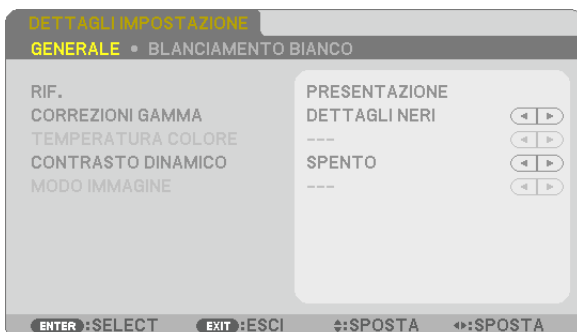 DETTAGLI IMPOSTAZIONE
GENERALE • BLANCIAMENTO BIANCO
RIF. PRESENTAZIONE
CORREZIONI GAMMA DETTAGLI NERI
TEMPERATURA COLORE ---
CONTRASTO DINAMICO SPENTO
MODO IMMAGINE ---
ENTER :SELECT EXIT :ESCI :SPOSTA :SPOSTA